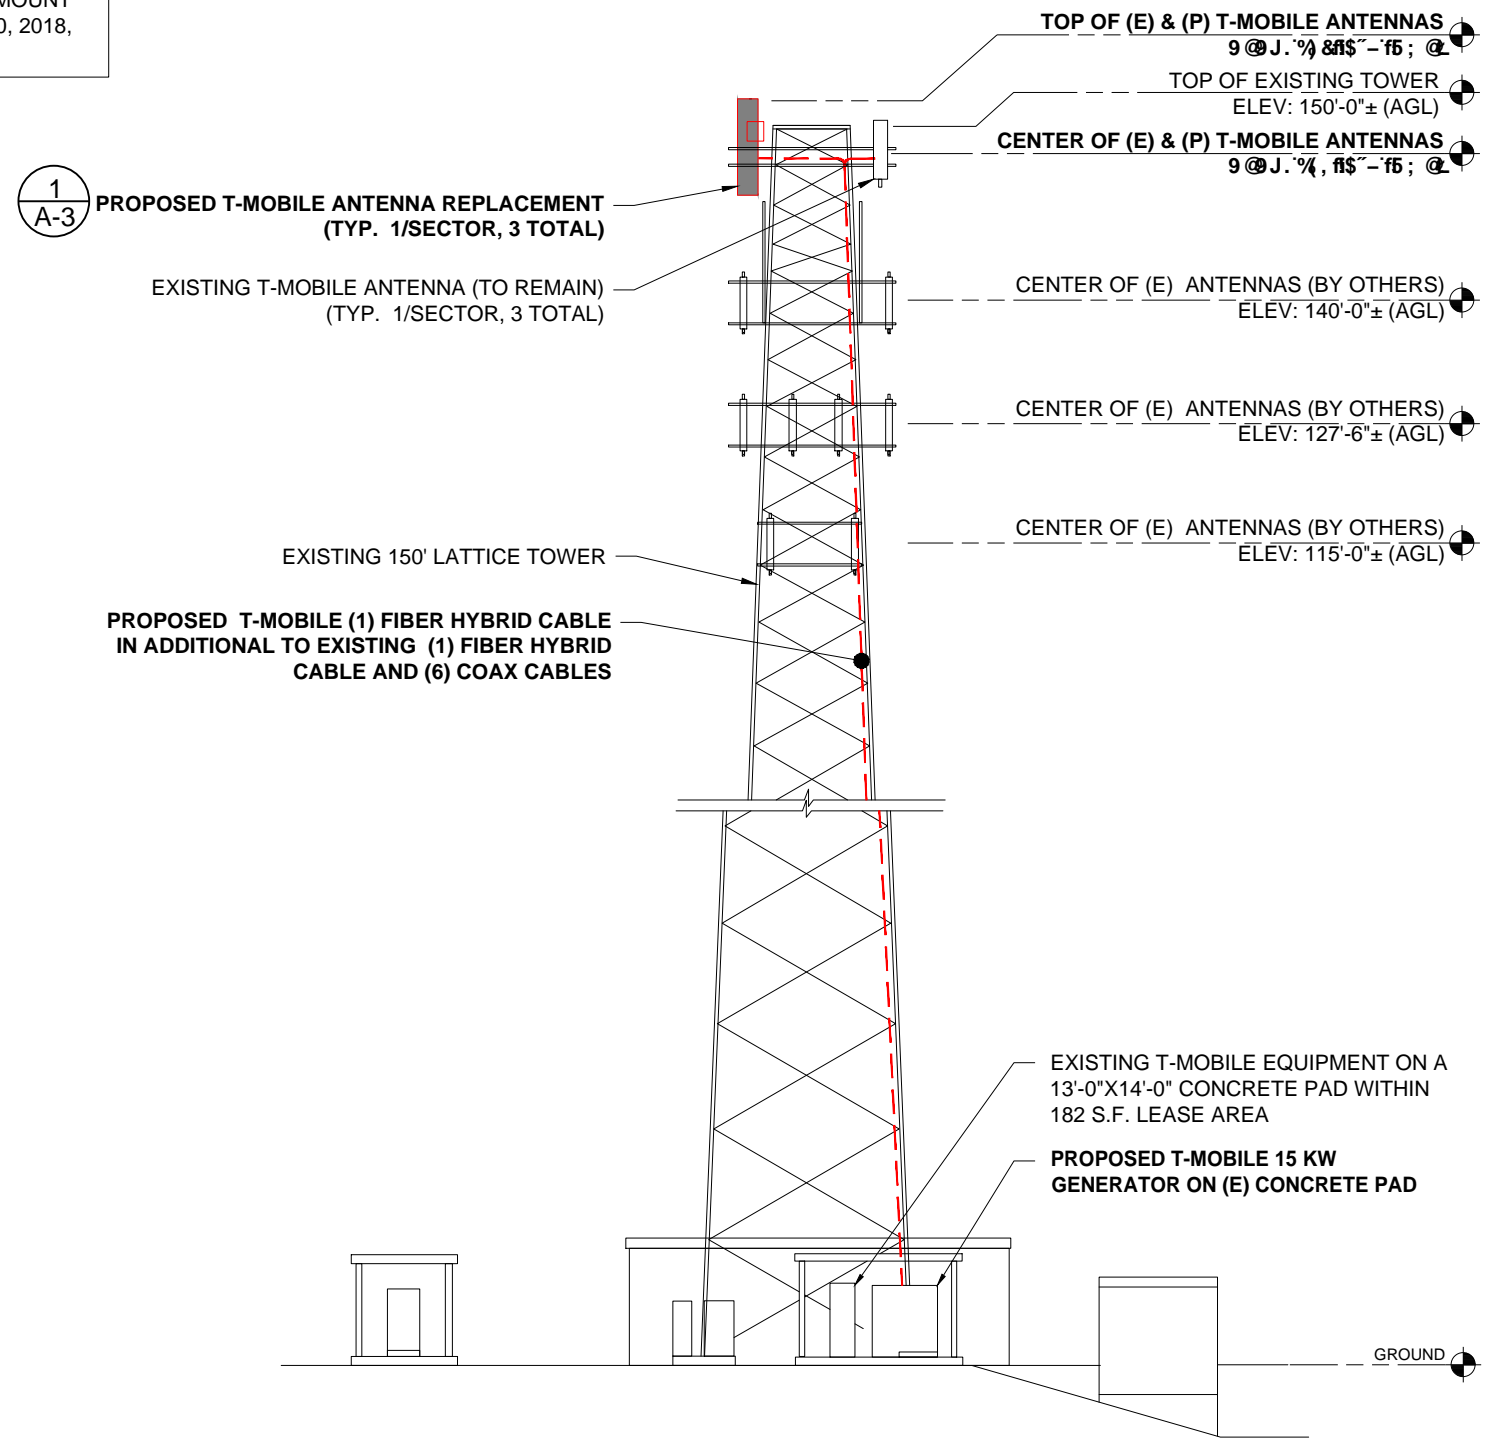 MOUNT
0, 2018,
TOP OF (E) & (P) T-MOBILE ANTENNAS
TOP OF EXISTING TOWER
ELEV: 150'-0"± (AGL)
CENTER OF (E) & (P) T-MOBILE ANTENNAS
1
A-3
PROPOSED T-MOBILE ANTENNA REPLACEMENT
(TYP. 1/SECTOR, 3 TOTAL)
EXISTING T-MOBILE ANTENNA (TO REMAIN)
(TYP. 1/SECTOR, 3 TOTAL)
CENTER OF (E) ANTENNAS (BY OTHERS)
ELEV: 140'-0"± (AGL)
CENTER OF (E) ANTENNAS (BY OTHERS)
ELEV: 127'-6"± (AGL)
CENTER OF (E) ANTENNAS (BY OTHERS)
ELEV: 115'-0"± (AGL)
EXISTING 150' LATTICE TOWER
PROPOSED T-MOBILE (1) FIBER HYBRID CABLE
IN ADDITIONAL TO EXISTING (1) FIBER HYBRID
CABLE AND (6) COAX CABLES
EXISTING T-MOBILE EQUIPMENT ON A
13'-0"X14'-0" CONCRETE PAD WITHIN
182 S.F. LEASE AREA
PROPOSED T-MOBILE 15 KW
GENERATOR ON (E) CONCRETE PAD
GROUND